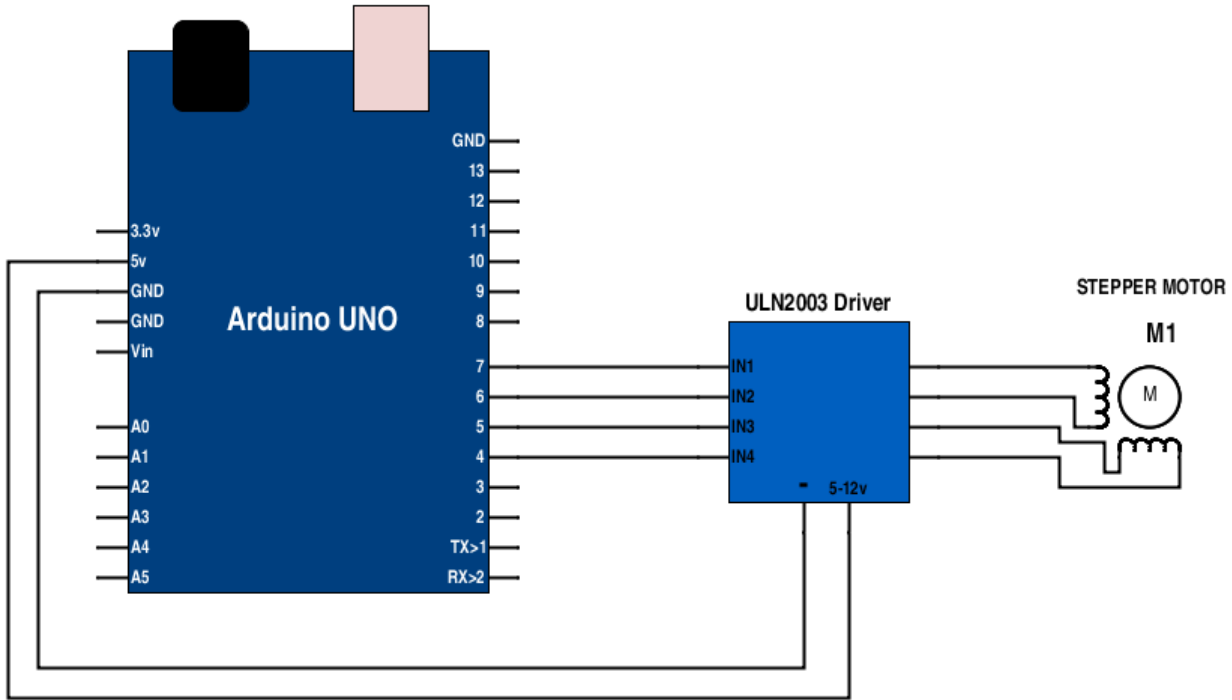 GND
13
12
3.3v
11
5v
10
GND
9
GND
8
Vin
Arduino UNO
7
6
A0
5
A1
4
A2
3
A3
2
A4
TX>1
A5
RX>2
ULN2003 Driver
IN1
IN2
IN3
IN4
-
5-12v
STEPPER MOTOR
M1
M